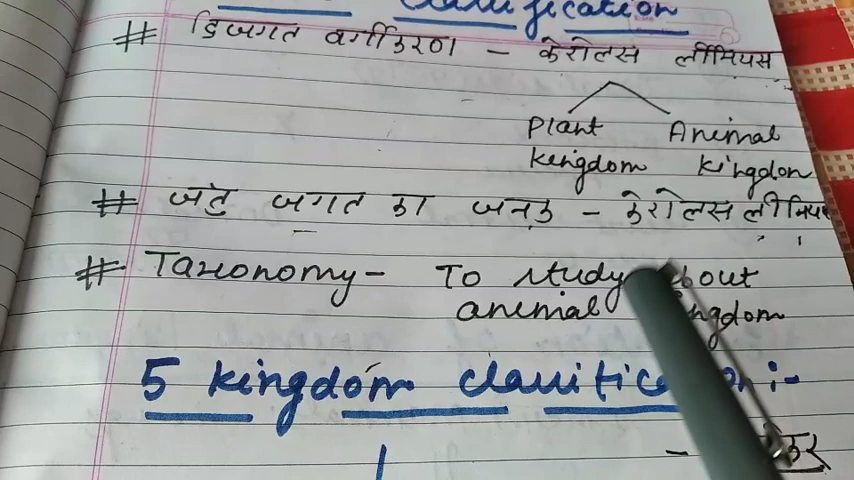 classification
# द्विजगत वर्गीकरण - केरोलस लीनियस
Plant Animal
kingdom kingdom
# जंतु जगत का जनक - केरोलस लीनियस
# Taxonomy - To study about
animal kingdom
5 kingdom classification :-
-